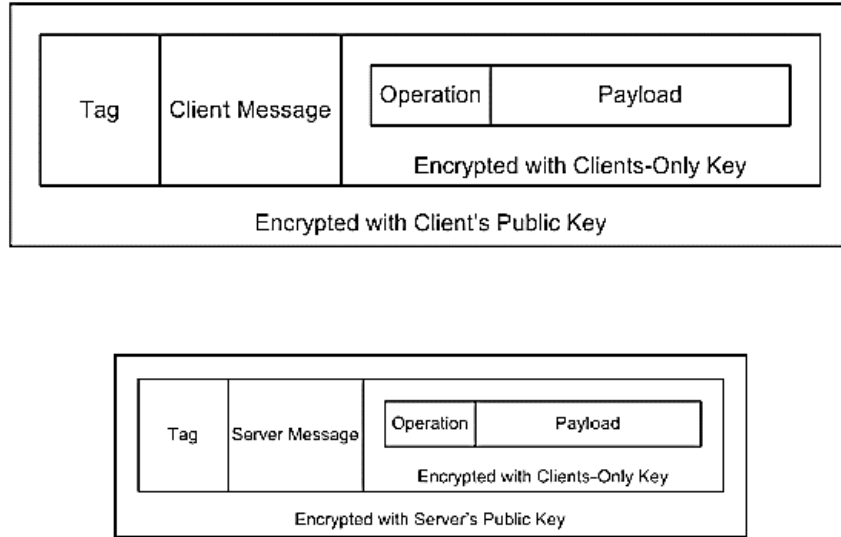 Tag
Client Message
Operation
Payload
Encrypted with Clients-Only Key
Encrypted with Client's Public Key
Tag
Server Message
Operation
Payload
Encrypted with Clients-Only Key
Encrypted with Server's Public Key